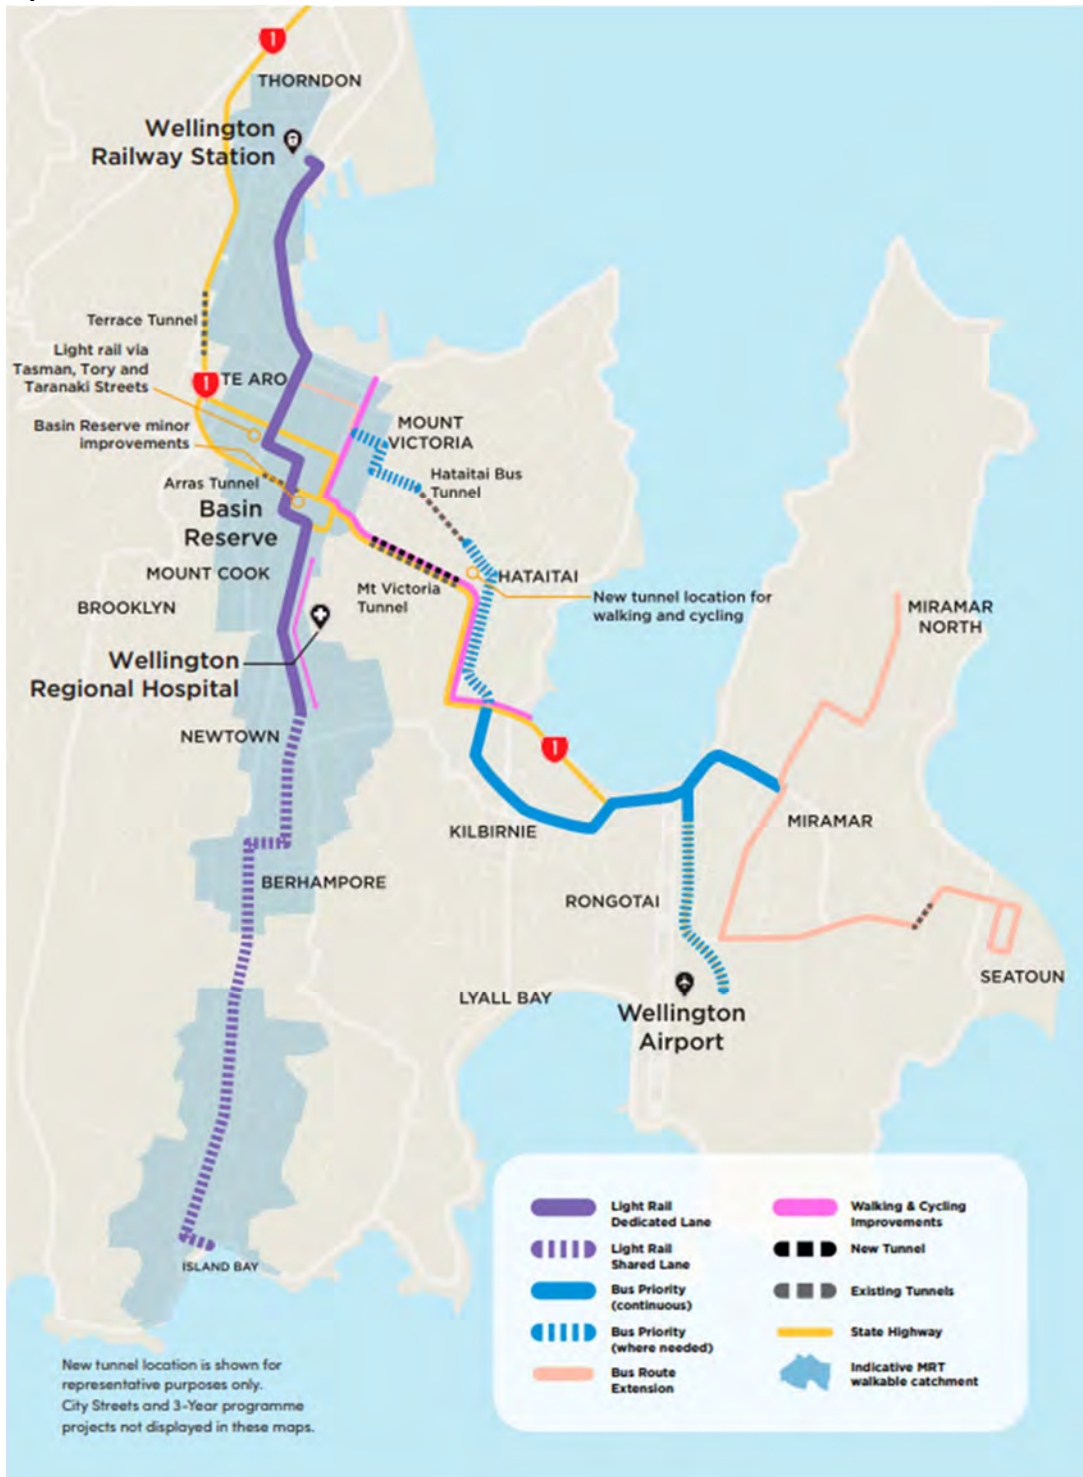 1
THORNDON
Wellington
Railway Station
Terrace Tunnel
Light rail via
Tasman, Tory and
Taranaki Streets
1
TE ARO
Basin Reserve minor
improvements
MOUNT
VICTORIA
Hataitai Bus
Tunnel
Arras Tunnel
Basin
Reserve
MOUNT COOK
Mt Victoria
Tunnel
HATAITAI
New tunnel location for
walking and cycling
BROOKLYN
MIRAMAR
NORTH
Wellington
Regional Hospital
NEWTOWN
1
KILBIRNIE
MIRAMAR
BERHAMPORE
RONGOTAI
SEATOUN
LYALL BAY
Wellington
Airport
ISLAND BAY
Light Rail
Dedicated Lane
Light Rail
Shared Lane
Bus Priority
(continuous)
Bus Priority
(where needed)
Bus Route
Extension
Walking & Cycling
Improvements
New Tunnel
Existing Tunnels
State Highway
Indicative MRT
walkable catchment
New tunnel location is shown for
representative purposes only.
City Streets and 3-Year programme
projects not displayed in these maps.